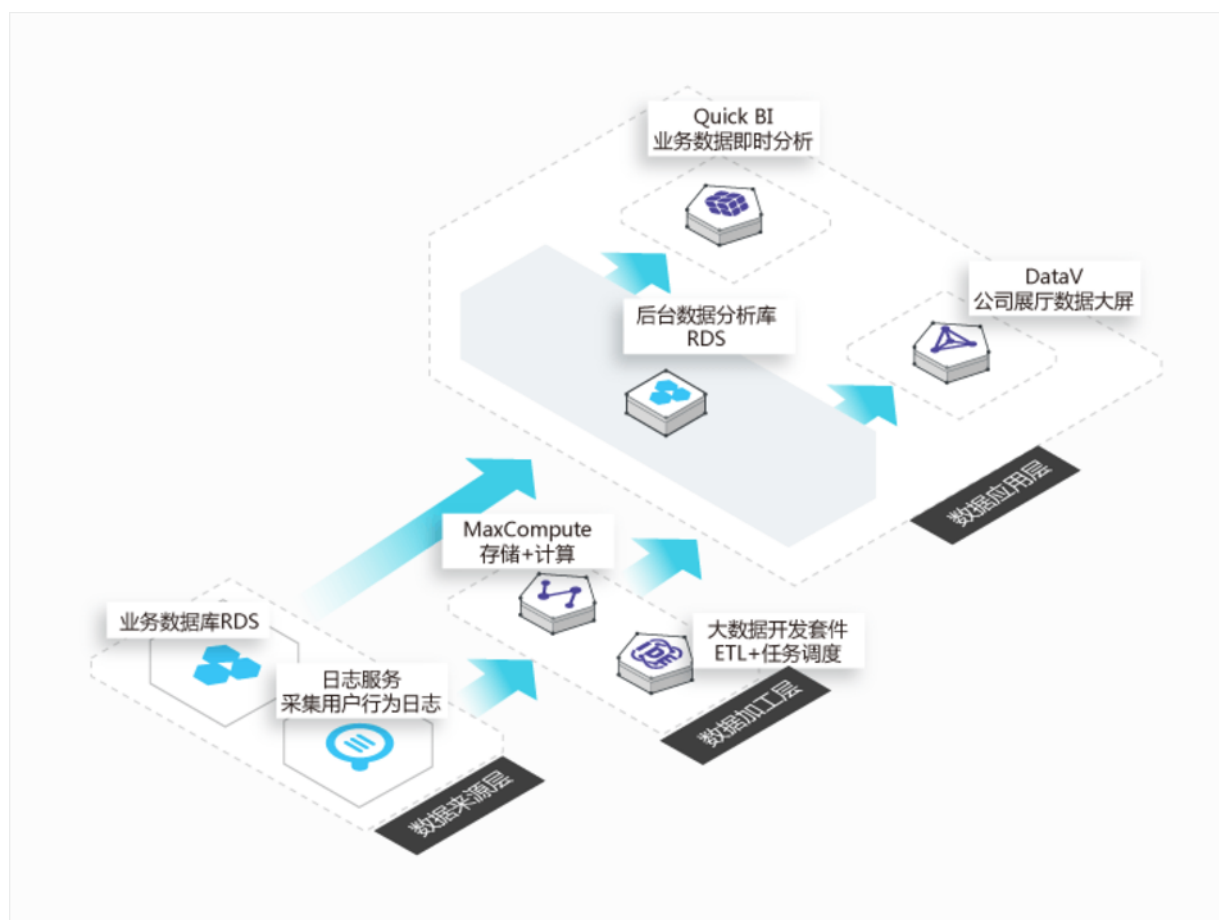 Quick BI
业务数据即时分析
DataV
公司展厅数据大屏
后台数据分析库
RDS
数据应用层
MaxCompute
存储+计算
大数据开发套件
ETL+任务调度
数据加工层
业务数据库RDS
日志服务
采集用户行为日志
数据来源层